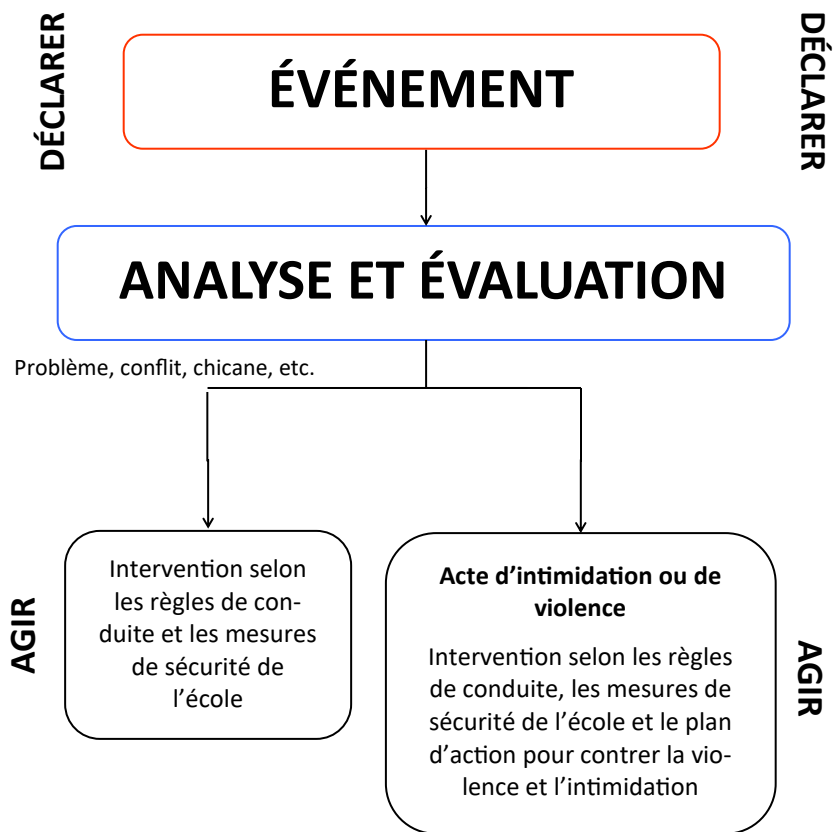 DÉCLARER
ÉVÉNEMENT
DÉCLARER
ANALYSE ET ÉVALUATION
Problème, conflit, chicane, etc.
AGIR
Intervention selon
les règles de con-
duite et les mesures
de sécurité de
l’école
Acte d’intimidation ou de
violence
Intervention selon les règles
de conduite, les mesures de
sécurité de l’école et le plan
d’action pour contrer la vio-
lence et l’intimidation
AGIR